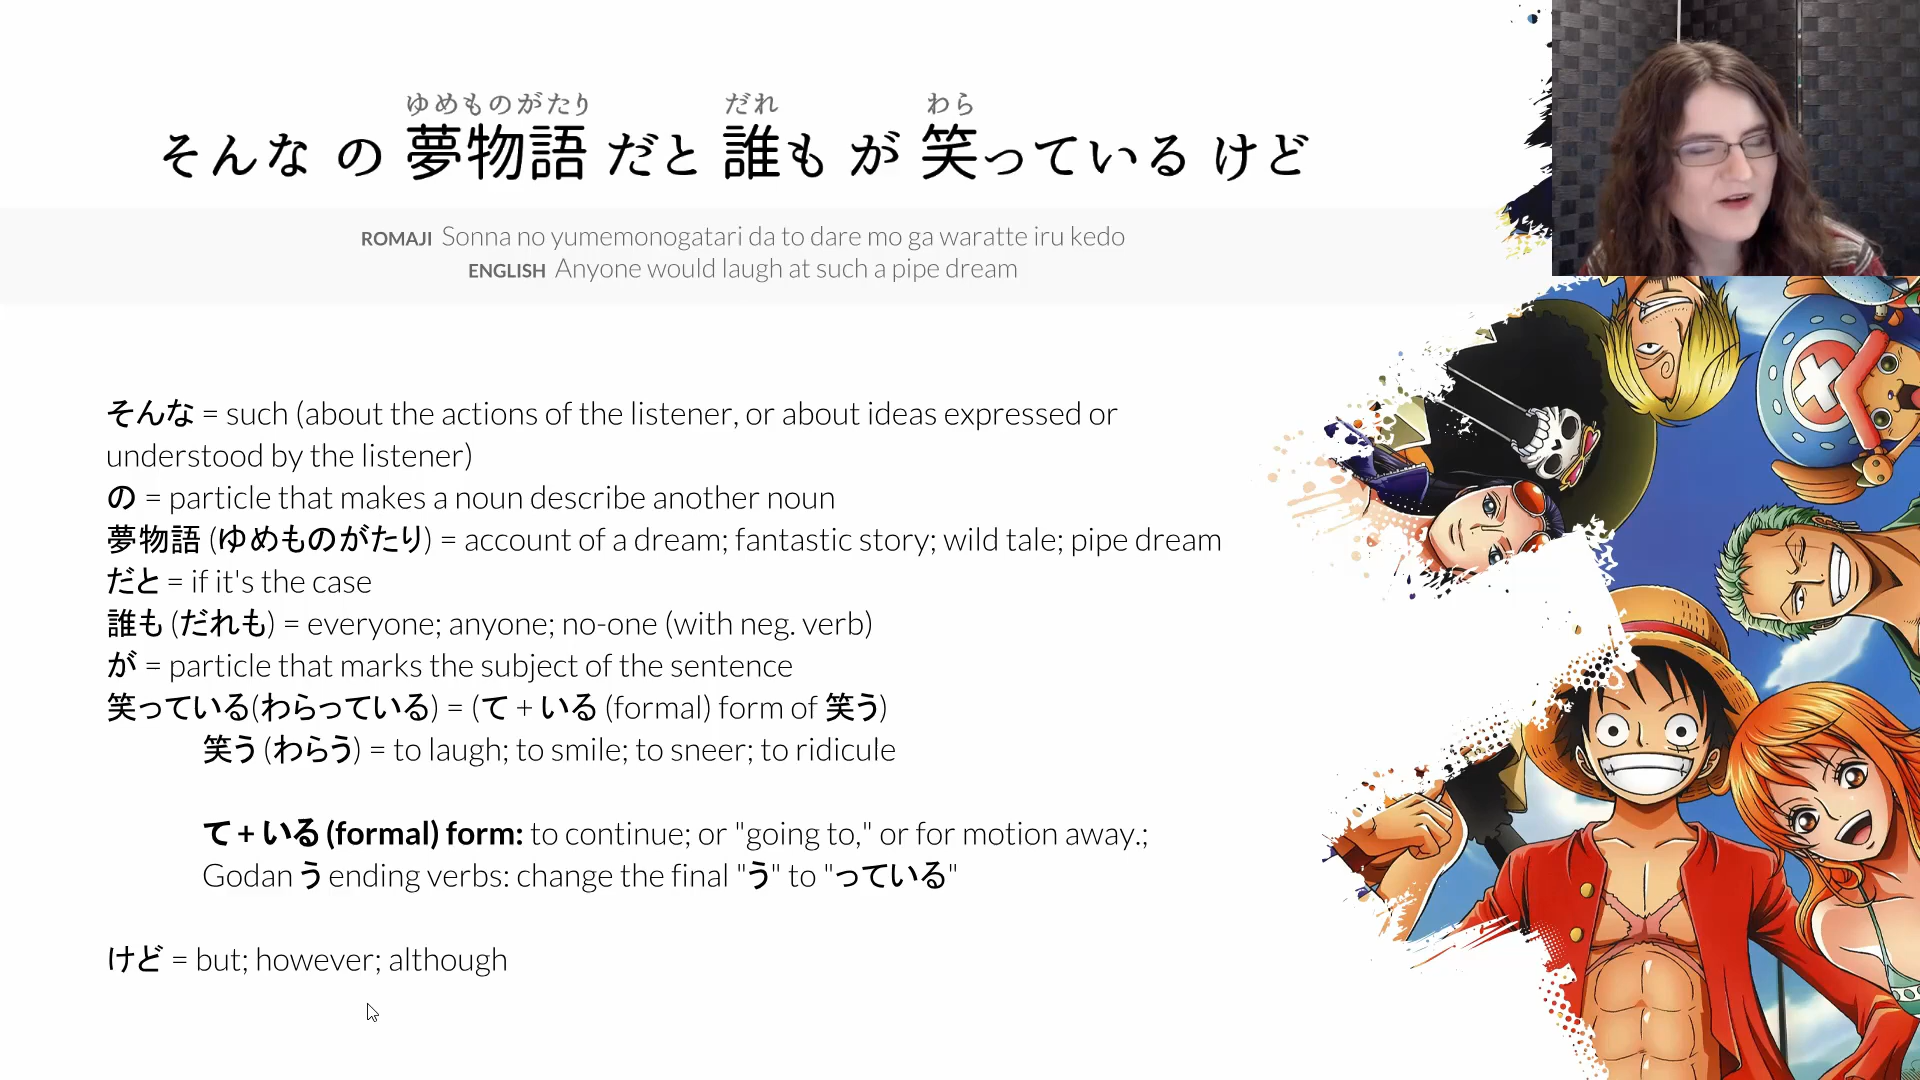 ゆめものがたり だれ わら
そんな の 夢物語 だと 誰も が 笑っている けど
ROMAJI Sonna no yumemonogatari da to dare mo ga waratte iru kedo
ENGLISH Anyone would laugh at such a pipe dream
そんな = such (about the actions of the listener, or about ideas expressed or
understood by the listener)
の = particle that makes a noun describe another noun
夢物語 (ゆめものがたり) = account of a dream; fantastic story; wild tale; pipe dream
だと = if it's the case
誰も (だれも) = everyone; anyone; no-one (with neg. verb)
が = particle that marks the subject of the sentence
笑っている(わらっている) = (て + いる (formal) form of 笑う)
笑う (わらう) = to laugh; to smile; to sneer; to ridicule
て + いる (formal) form: to continue; or "going to," or for motion away.;
Godan う ending verbs: change the final "う" to "っている"
けど = but; however; although